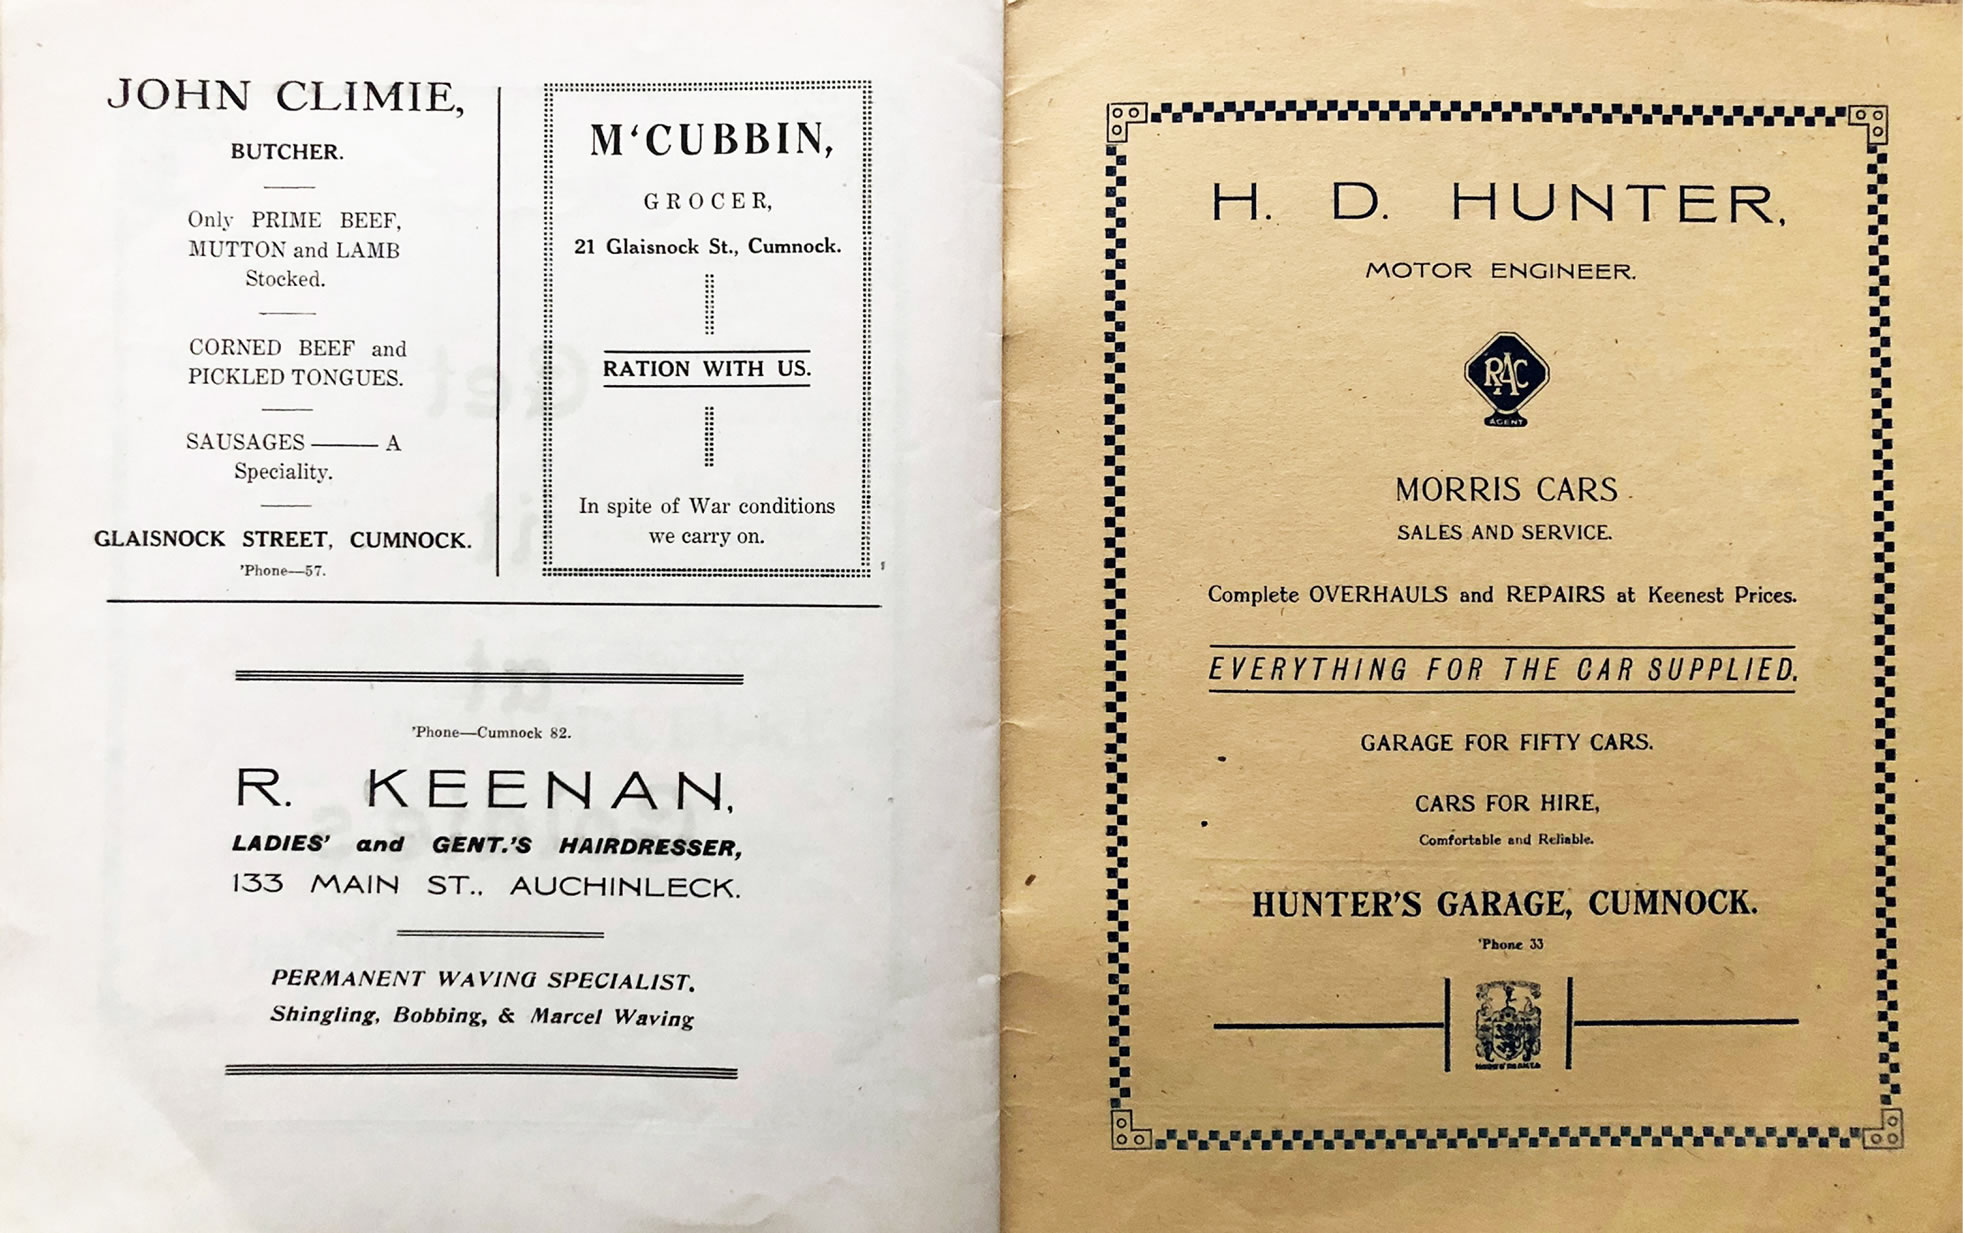 JOHN CLIMIE,
BUTCHER.
Only PRIME BEEF,
MUTTON and LAMB
Stocked.
CORNED BEEF and
PICKLED TONGUES.
SAUSAGES — A
Speciality.
GLAISNOCK STREET, CUMNOCK.
'Phone—57.
M‘CUBBIN,
GROCER,
21 Glaisnock St., Cumnock.
RATION WITH US.
In spite of War conditions
we carry on.
'Phone—Cumnock 82.
R. KEENAN,
LADIES' and GENT.'S HAIRDRESSER,
133 MAIN ST., AUCHINLECK.
PERMANENT WAVING SPECIALIST.
Shingling, Bobbing, & Marcel Waving
H. D. HUNTER,
MOTOR ENGINEER.
RAC
AGENT
MORRIS CARS
SALES AND SERVICE.
Complete OVERHAULS and REPAIRS at Keenest Prices.
EVERYTHING FOR THE CAR SUPPLIED.
GARAGE FOR FIFTY CARS.
CARS FOR HIRE,
Comfortable and Reliable.
HUNTER'S GARAGE, CUMNOCK.
'Phone 33